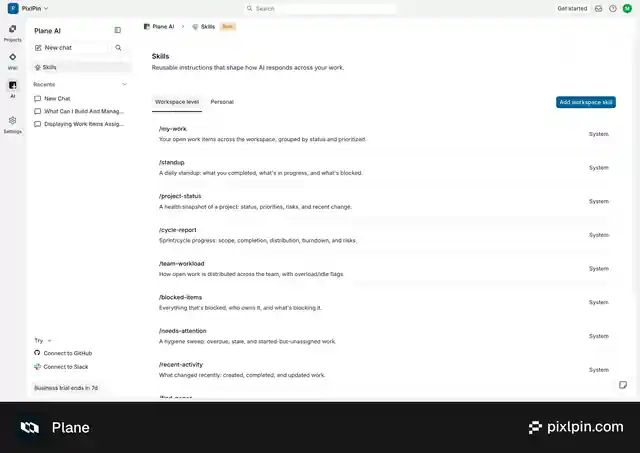 PixlPin
Search
Get started
M
Projects
Wiki
AI
Settings
Plane AI
New chat
Skills
Recents
New Chat
What Can I Build And Manag...
Displaying Work Items Assig...
Try
Connect to GitHub
Connect to Slack
Business trial ends in 7d
Plane AI
Skills
Beta
Skills
Reusable instructions that shape how AI responds across your work.
Workspace level
Personal
Add workspace skill
/my-work
Your open work items across the workspace, grouped by status and prioritized.
System
/standup
A daily standup: what you completed, what's in progress, and what's blocked.
System
/project-status
A health snapshot of a project: status, priorities, risks, and recent change.
System
/cycle-report
Sprint/cycle progress: scope, completion, distribution, burndown, and risks.
System
/team-workload
How open work is distributed across the team, with overload/idle flags
System
/blocked-items
Everything that's blocked, who owns it, and what's blocking it.
System
/needs-attention
A hygiene sweep: overdue, stale, and started-but-unassigned work.
System
/recent-activity
What changed recently: created, completed, and updated work.
System
Plane
pixlpin.com